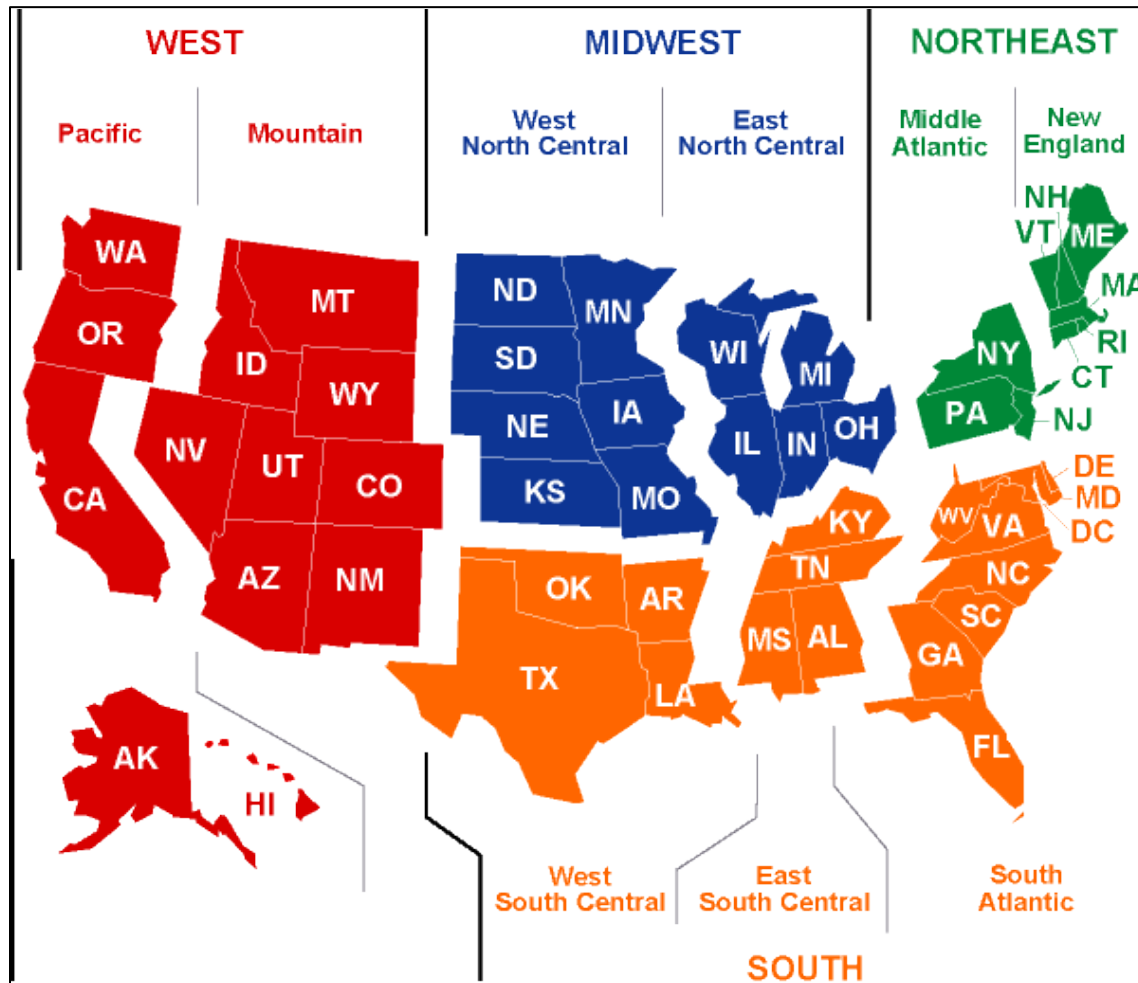 WEST
MIDWEST
NORTHEAST
Pacific
Mountain
West
North Central
East
North Central
Middle
Atlantic
New
England
WA
OR
CA
NV
ID
MT
WY
UT
CO
AZ
NM
AK
HI
ND
SD
NE
KS
MN
IA
MO
WI
MI
IL
IN
OH
NH
VT
ME
MA
RI
CT
NY
PA
NJ
OK
TX
AR
LA
KY
TN
MS
AL
DE
MD
DC
WV
VA
NC
SC
GA
FL
West
South Central
East
South Central
South
Atlantic
SOUTH